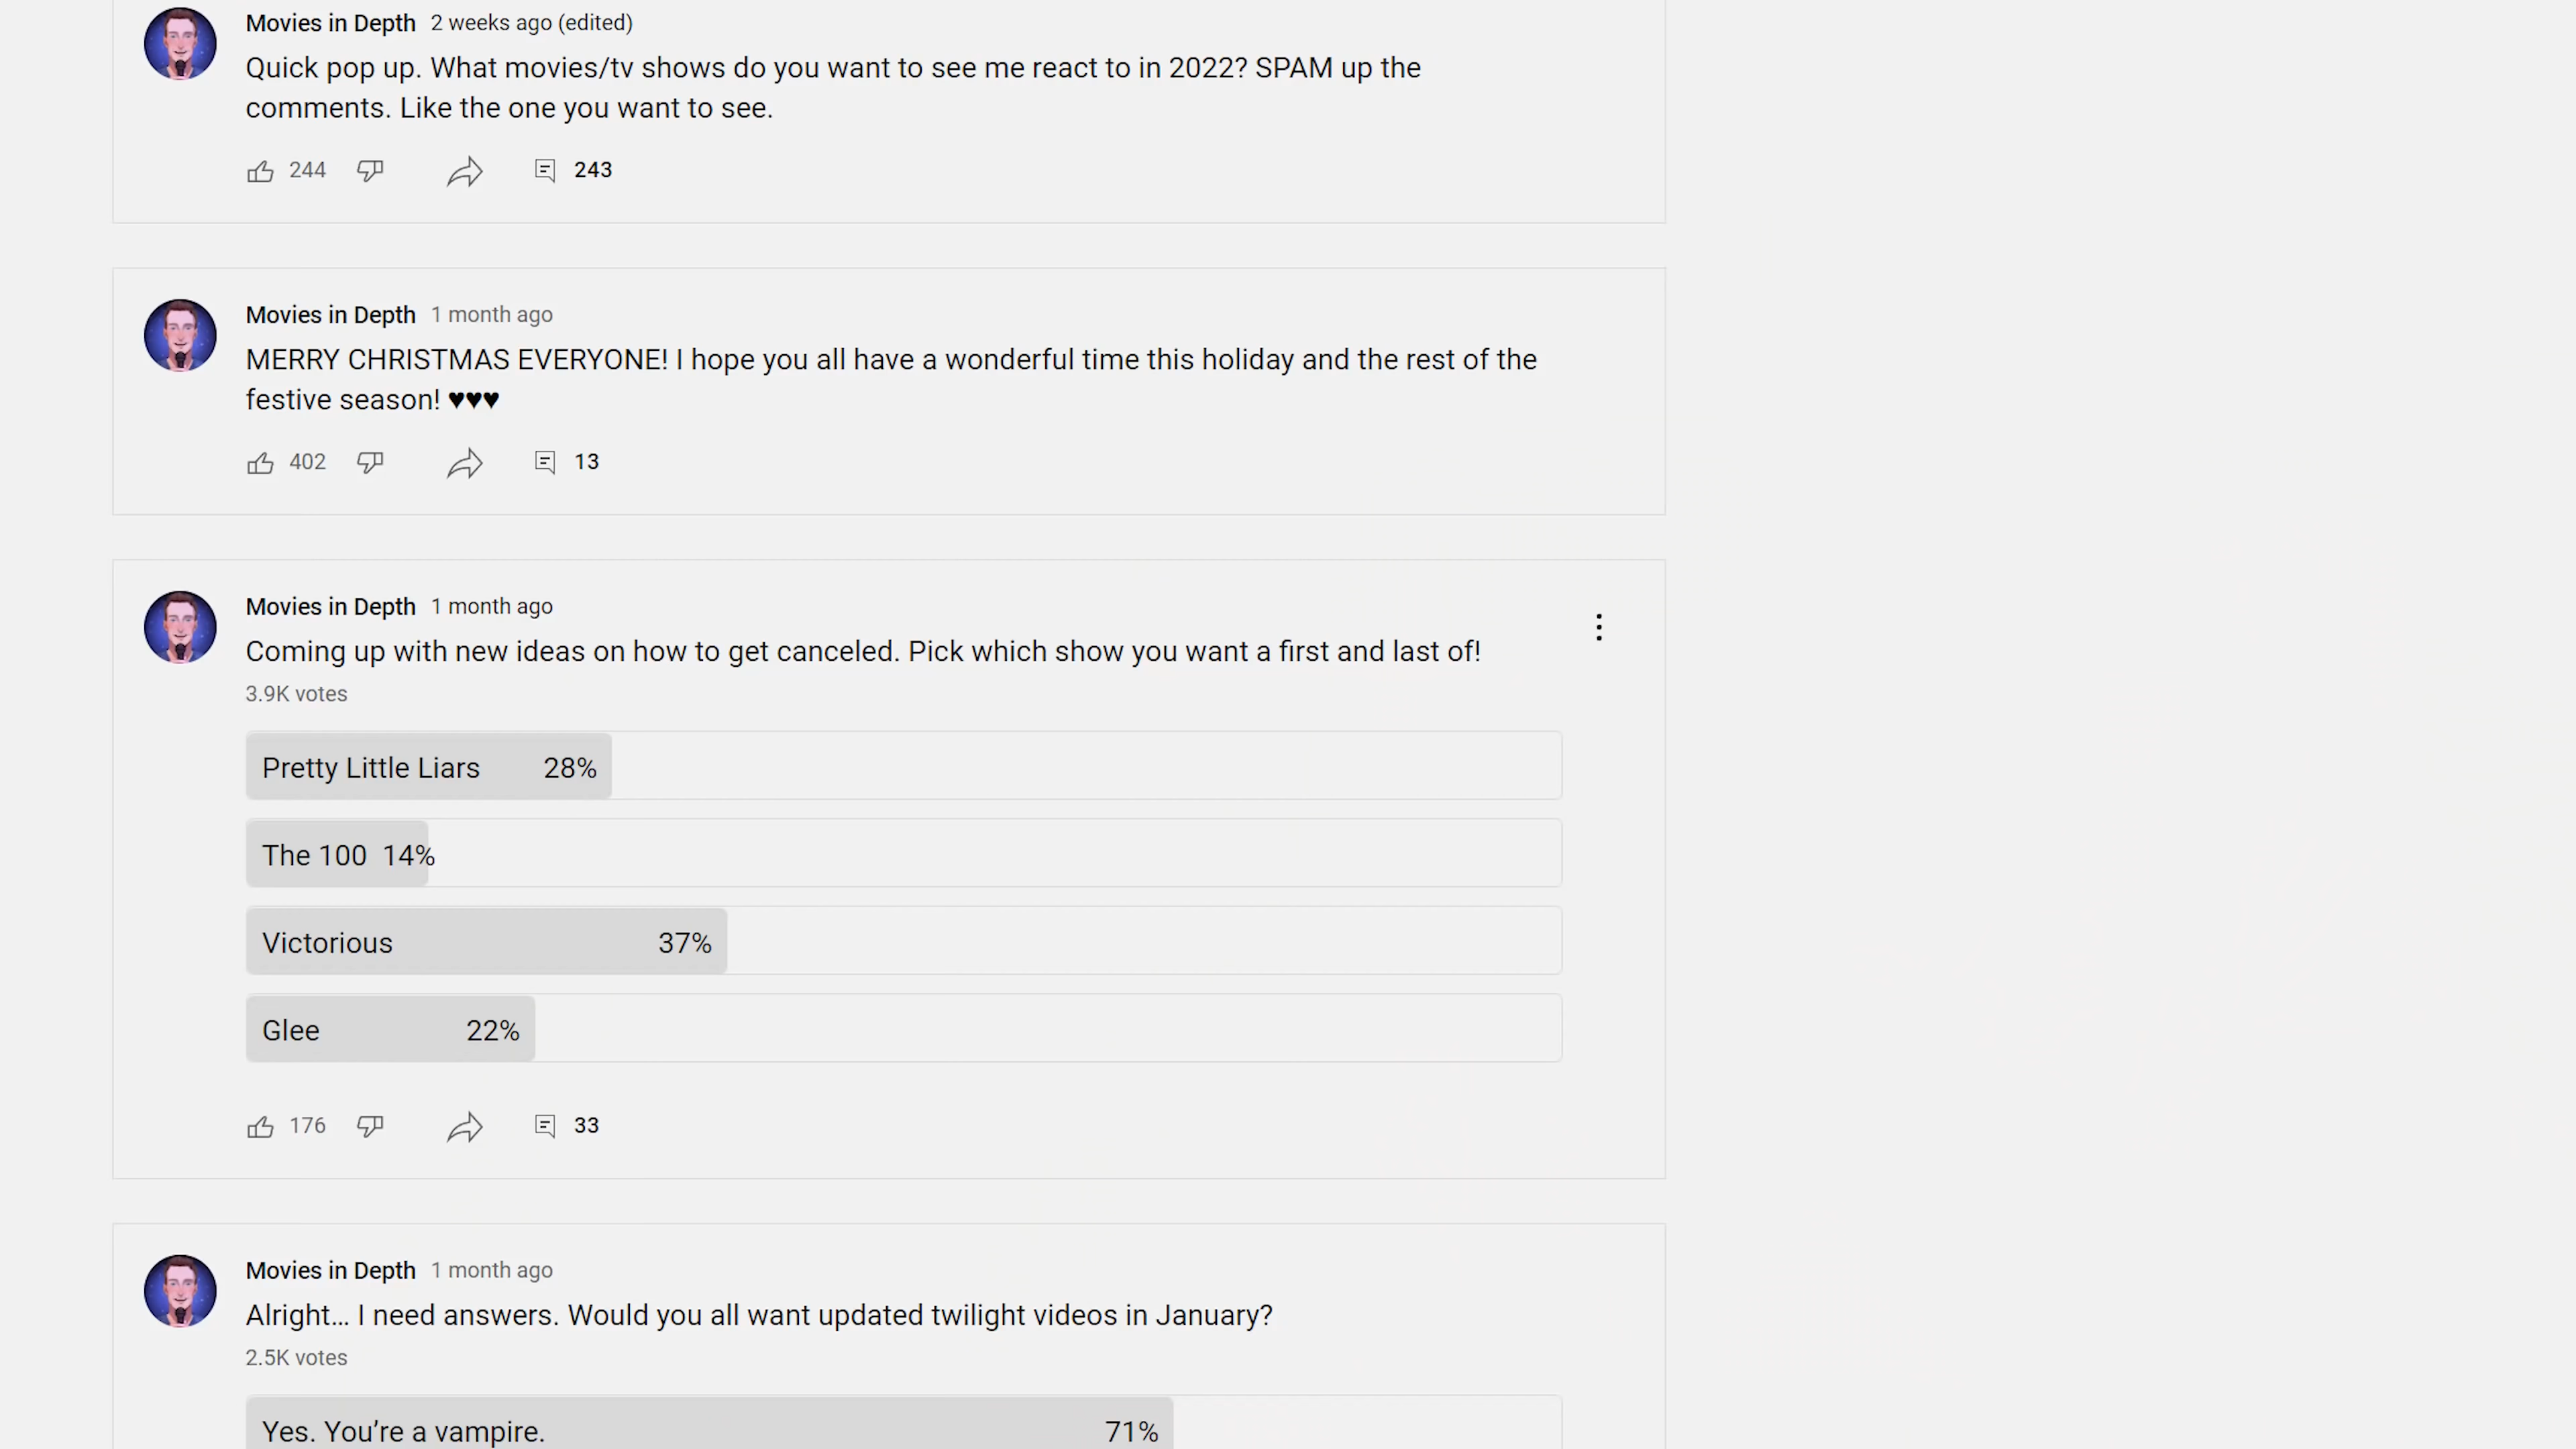 Movies in Depth 2 weeks ago (edited)
Quick pop up. What movies/tv shows do you want to see me react to in 2022? SPAM up the
comments. Like the one you want to see.
244 243
Movies in Depth 1 month ago
MERRY CHRISTMAS EVERYONE! I hope you all have a wonderful time this holiday and the rest of the
festive season! ♥♥♥
402 13
Movies in Depth 1 month ago
Coming up with new ideas on how to get canceled. Pick which show you want a first and last of!
3.9K votes
Pretty Little Liars 28%
The 100 14%
Victorious 37%
Glee 22%
176 33
Movies in Depth 1 month ago
Alright... I need answers. Would you all want updated twilight videos in January?
2.5K votes
Yes. You’re a vampire. 71%